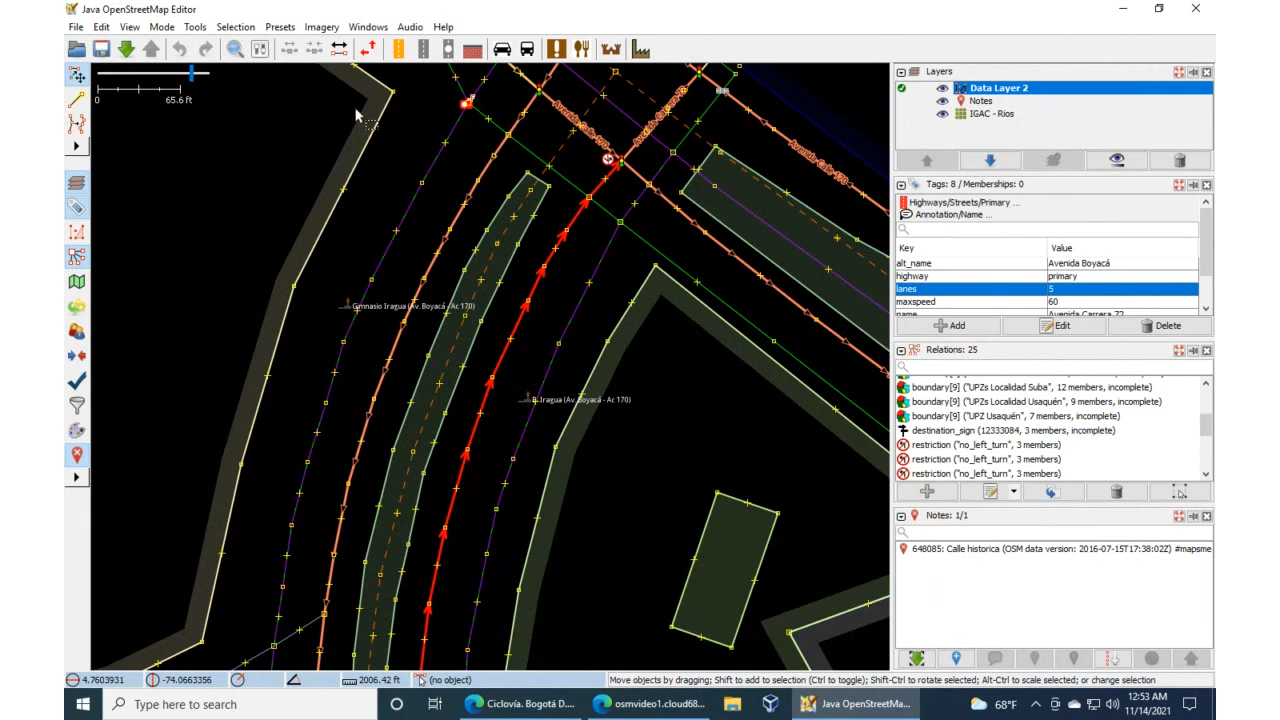 Java OpenStreetMap Editor
File Edit View Mode Tools Selection Presets Imagery Windows Audio Help
0 65.6 ft
Avenida Calle 170
Avenida Calle 170
Gimnasio Iragua (Av. Boyacá - Ac 170)
B. Iragua (Av. Boyacá - Ac 170)
Layers
Data Layer 2
Notes
IGAC - Rios
Tags: 8 / Memberships: 0
Highways/Streets/Primary ...
Annotation/Name ...
Key Value
alt_name Avenida Boyacá
highway primary
lanes 5
maxspeed 60
name Avenida Carrera 72
Add Edit Delete
Relations: 25
boundary[9] ("UPZs Localidad Suba", 12 members, incomplete)
boundary[9] ("UPZs Localidad Usaquén", 9 members, incomplete)
boundary[9] ("UPZ Usaquén", 7 members, incomplete)
destination_sign (12333084, 3 members, incomplete)
restriction ("no_left_turn", 3 members)
restriction ("no_left_turn", 3 members)
restriction ("no_left_turn", 3 members)
Notes: 1/1
648085: Calle historica (OSM data version: 2016-07-15T17:38:02Z) #mapsme
4.7603931 -74.0663356 2006.42 ft (no object) Move objects by dragging; Shift to add to selection (Ctrl to toggle); Shift-Ctrl to rotate selected; Alt-Ctrl to scale selected; or change selection
Type here to search
Ciclovía. Bogotá D....
osmvideo1.cloud68...
Java OpenStreetMa...
68°F
12:53 AM
11/14/2021